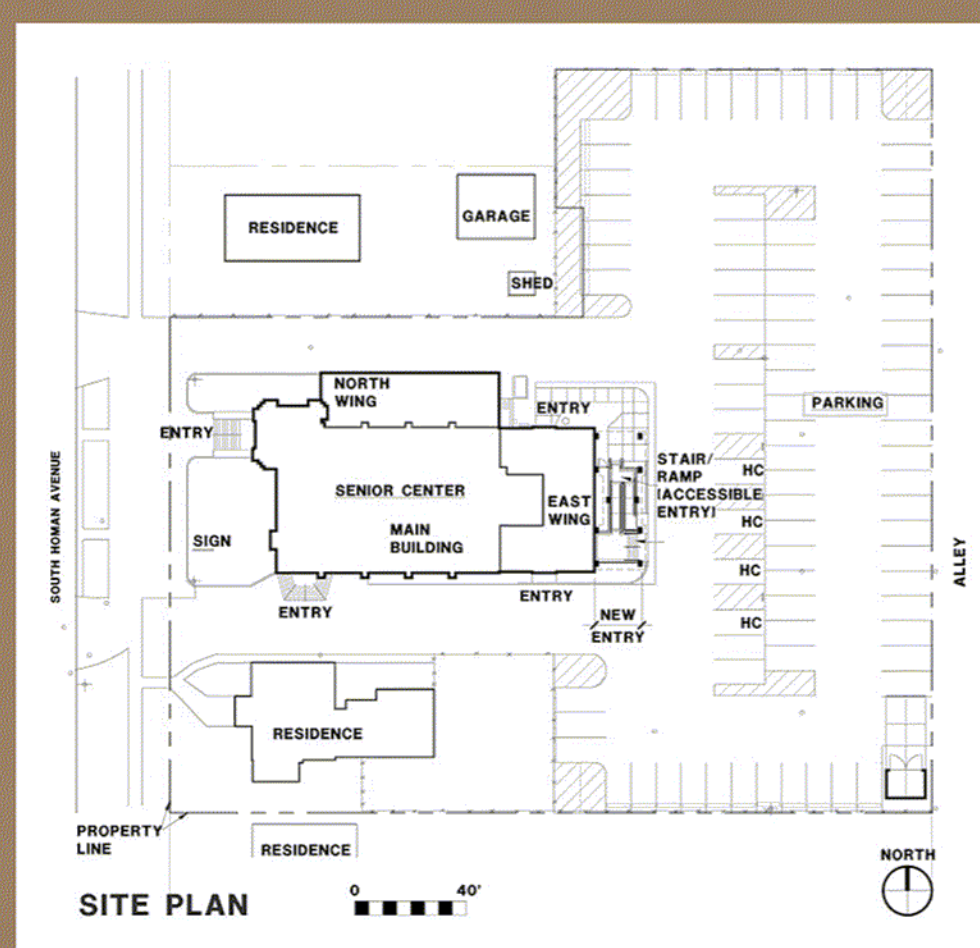 RESIDENCE
GARAGE
SHED
NORTH
WING
ENTRY
ENTRY
PARKING
STAIR/
RAMP
(ACCESSIBLE
ENTRY)
HC
HC
HC
HC
SENIOR CENTER
EAST
WING
MAIN
BUILDING
SIGN
SOUTH HOMAN AVENUE
ALLEY
ENTRY
ENTRY
NEW
ENTRY
RESIDENCE
PROPERTY
LINE
RESIDENCE
NORTH
SITE PLAN
0 40'